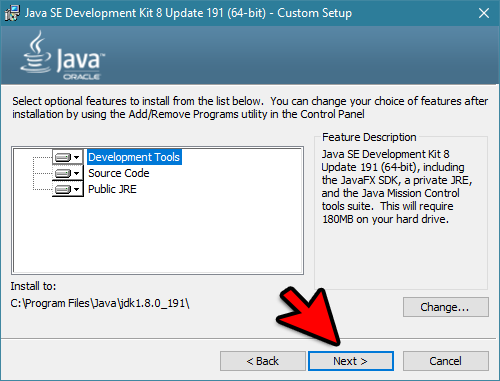 Java SE Development Kit 8 Update 191 (64-bit) - Custom Setup
Java
ORACLE
Select optional features to install from the list below.  You can change your choice of features after
installation by using the Add/Remove Programs utility in the Control Panel
Development Tools
Source Code
Public JRE
Feature Description
Java SE Development Kit 8
Update 191 (64-bit), including
the JavaFX SDK, a private JRE,
and the Java Mission Control
tools suite.  This will require
180MB on your hard drive.
Install to:
C:\Program Files\Java\jdk1.8.0_191\
Change...
< Back
Next >
Cancel